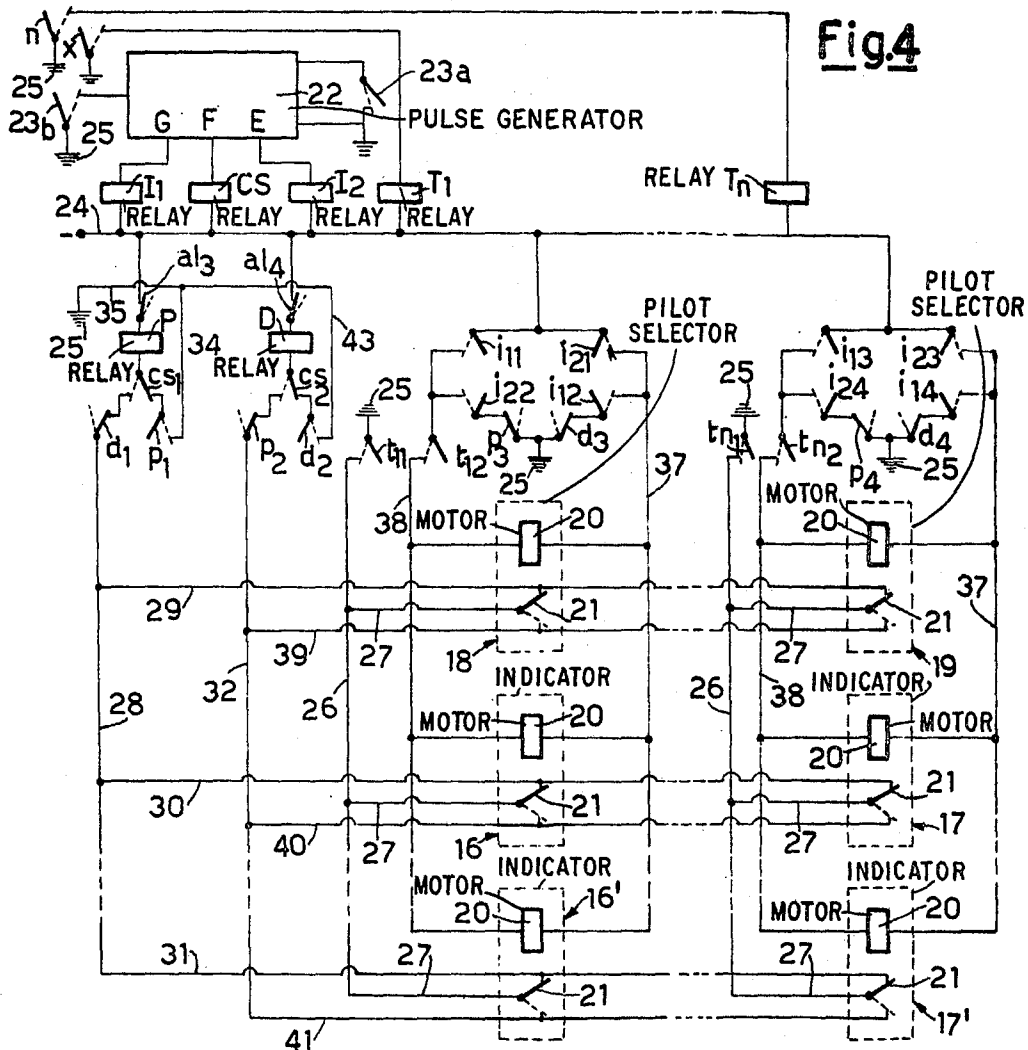 Fig.4
n
x
25
23b
25
22
G F E
23a
PULSE GENERATOR
I1
CS
I2
T1
RELAY Tn
RELAY RELAY RELAY RELAY
24
al3
al4
35
P
25
RELAY
34
D
RELAY
43
cs1
cs2
d1
p1
p2
d2
25
t11
t12
i11
i21
i22
i12
p3
d3
25
PILOT SELECTOR
37
38
25
tn1
tn2
i13
i23
i24
i14
p4
d4
25
PILOT SELECTOR
MOTOR
20
MOTOR
20
29
21
21
37
39
27
18
27
19
28
32
26
INDICATOR
26
38
INDICATOR
19
MOTOR
20
MOTOR
20
30
21
21
40
27
16
27
17
INDICATOR
INDICATOR
MOTOR
20
16'
MOTOR
20
31
27
21
27
21
41
17'